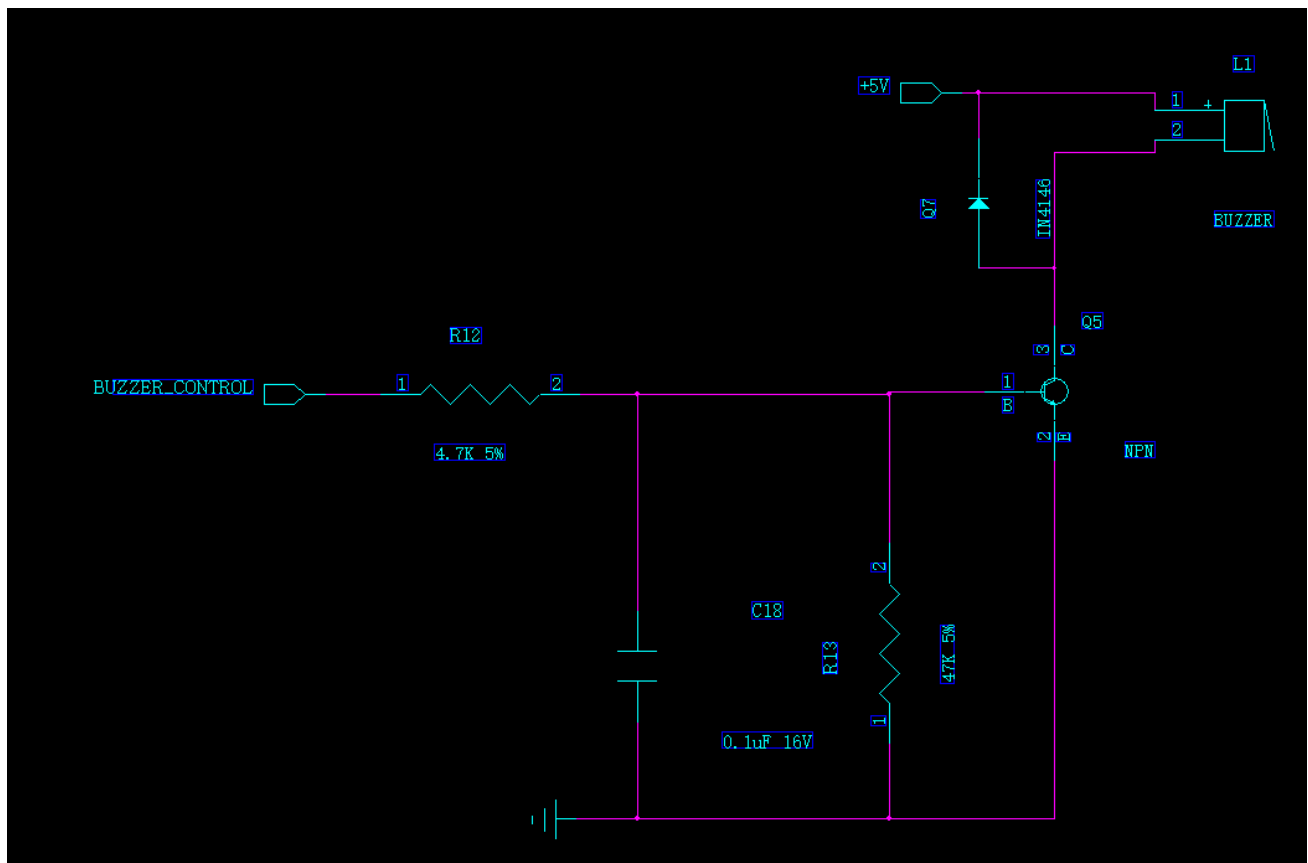 L1
+5V
1
+
2
Q7
IN4146
BUZZER
Q5
R12
3
C
BUZZER_CONTROL
1
2
1
B
4.7K 5%
2
E
NPN
2
C18
R13
47K 5%
1
0.1uF 16V